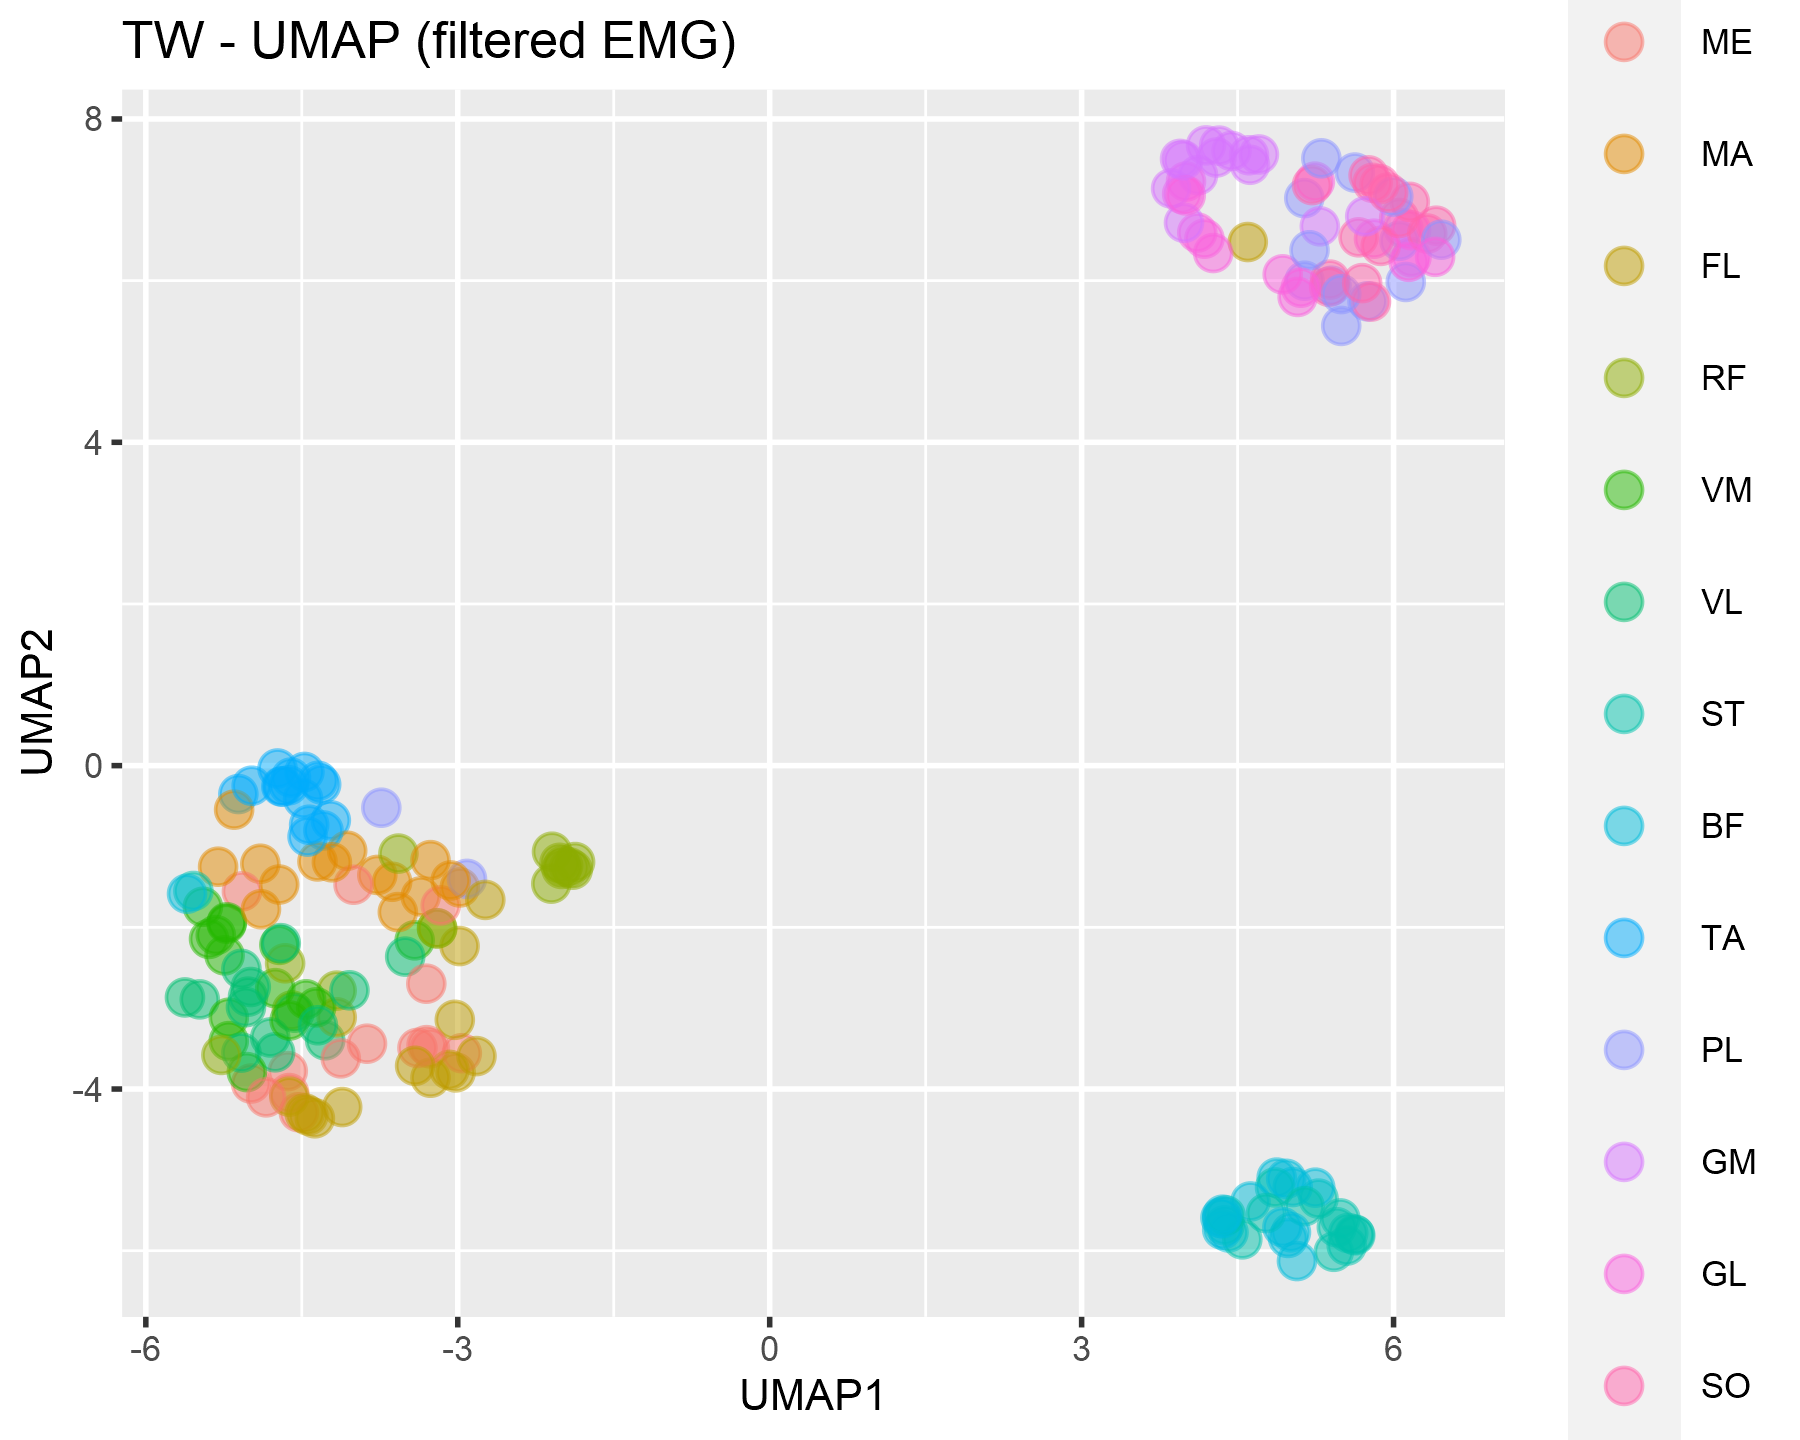 TW - UMAP (filtered EMG)
UMAP2
8
4
0
-4
-6
-3
0
3
6
UMAP1
ME
MA
FL
RF
VM
VL
ST
BF
TA
PL
GM
GL
SO